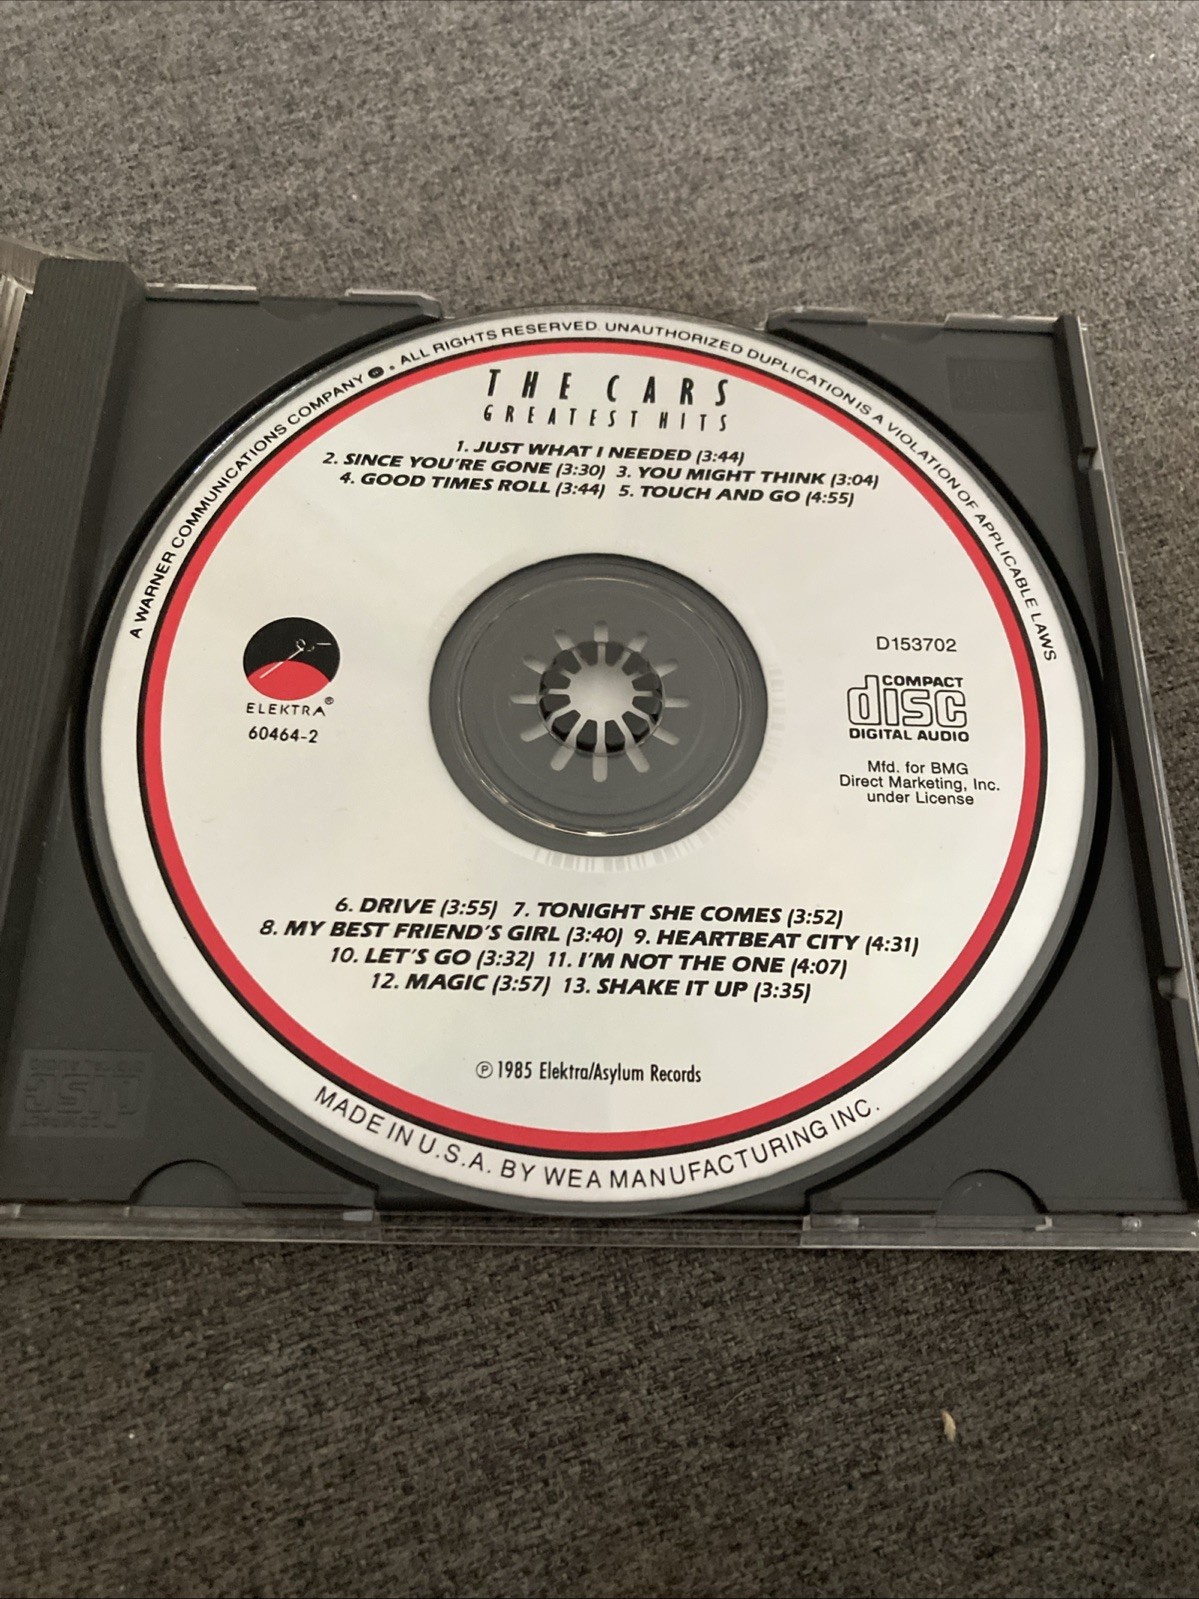 A WARNER COMMUNICATIONS COMPANY • ALL RIGHTS RESERVED. UNAUTHORIZED DUPLICATION IS A VIOLATION OF APPLICABLE LAWS
THE CARS
GREATEST HITS
1. JUST WHAT I NEEDED (3:44)
2. SINCE YOU'RE GONE (3:30) 3. YOU MIGHT THINK (3:04)
4. GOOD TIMES ROLL (3:44) 5. TOUCH AND GO (4:55)
ELEKTRA®
60464-2
D153702
COMPACT
disc
DIGITAL AUDIO
Mfd. for BMG
Direct Marketing, Inc.
under License
6. DRIVE (3:55) 7. TONIGHT SHE COMES (3:52)
8. MY BEST FRIEND'S GIRL (3:40) 9. HEARTBEAT CITY (4:31)
10. LET'S GO (3:32) 11. I'M NOT THE ONE (4:07)
12. MAGIC (3:57) 13. SHAKE IT UP (3:35)
℗ 1985 Elektra/Asylum Records
MADE IN U.S.A. BY WEA MANUFACTURING INC.
COMPACT
disc
DIGITAL AUDIO